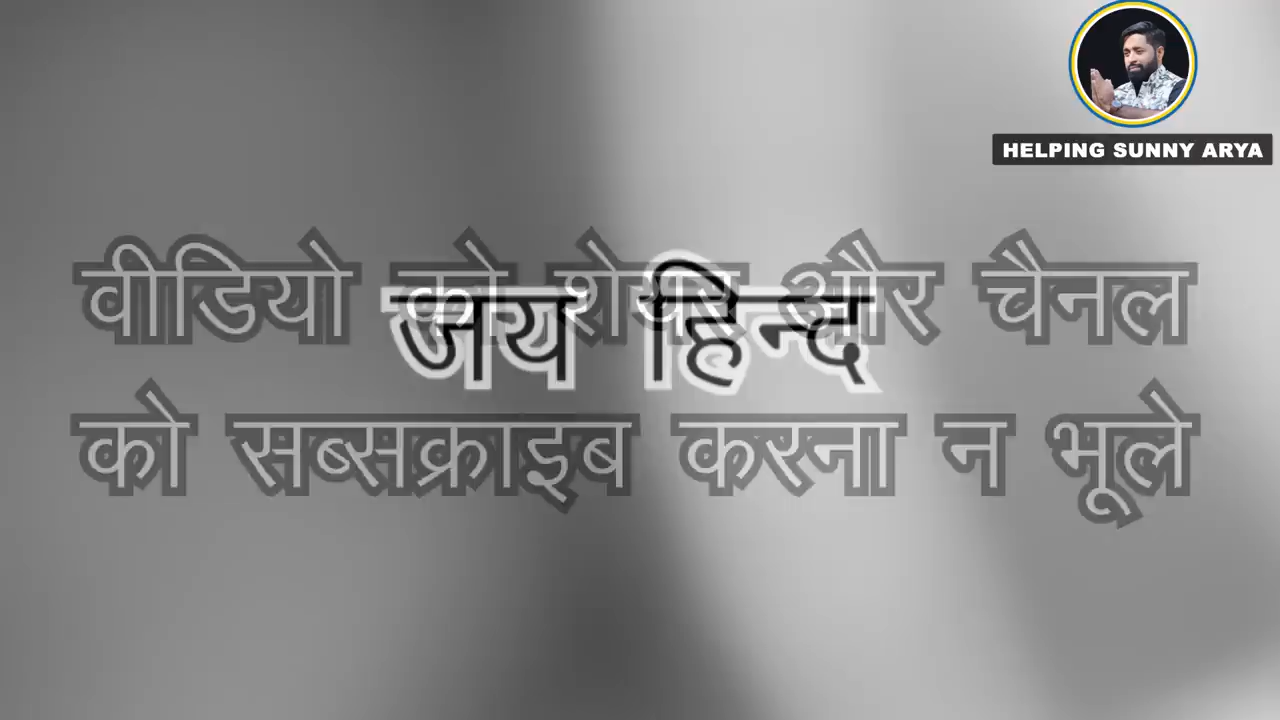 HELPING SUNNY ARYA
वीडियो को शेयर और चैनल
जय हिन्द
को सब्सक्राइब करना न भूले